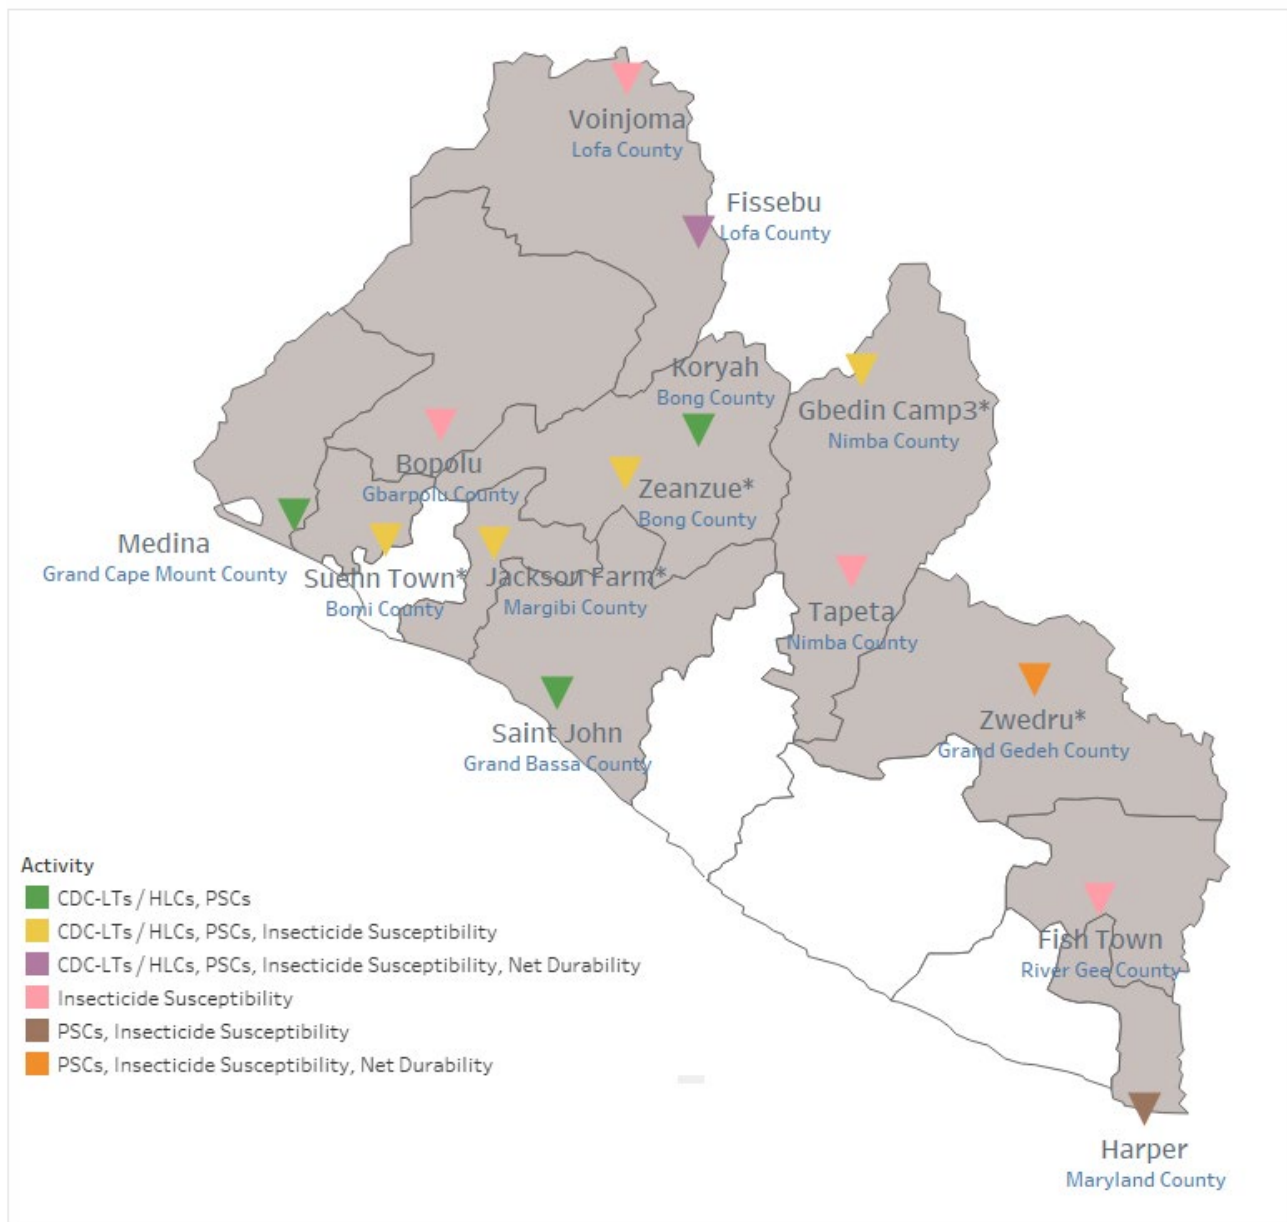 Voinjoma
Lofa County
Fissebu
Lofa County
Koryah
Bong County
Gbedin Camp3*
Nimba County
Bopolu
Gbarpolu County
Zeanzue*
Bong County
Medina
Grand Cape Mount County
Suehn Town*
Bomi County
Jackson Farm*
Margibi County
Tapeta
Nimba County
Saint John
Grand Bassa County
Zwedru*
Grand Gedeh County
Fish Town
River Gee County
Harper
Maryland County
Activity
CDC-LTs / HLCs, PSCs
CDC-LTs / HLCs, PSCs, Insecticide Susceptibility
CDC-LTs / HLCs, PSCs, Insecticide Susceptibility, Net Durability
Insecticide Susceptibility
PSCs, Insecticide Susceptibility
PSCs, Insecticide Susceptibility, Net Durability